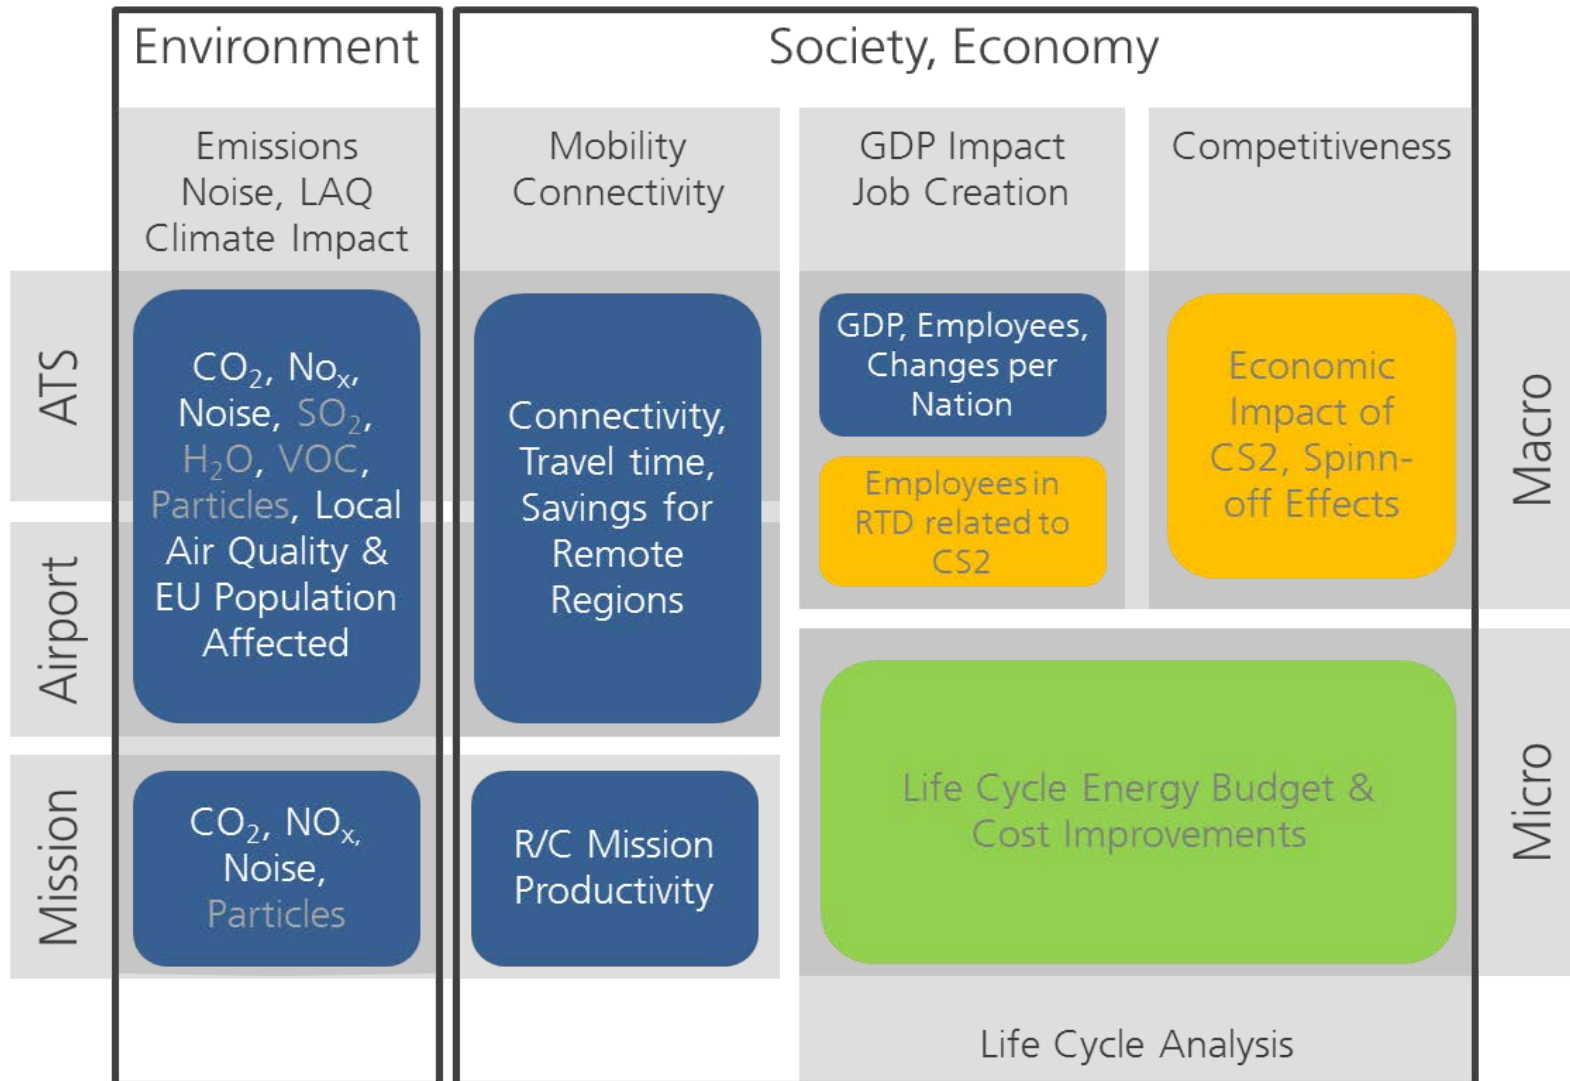 Environment
Society, Economy
Emissions
Noise, LAQ
Climate Impact
Mobility
Connectivity
GDP Impact
Job Creation
Competitiveness
ATS
Airport
Mission
CO₂, Noₓ,
Noise, SO₂,
H₂O, VOC,
Particles, Local
Air Quality &
EU Population
Affected
Connectivity,
Travel time,
Savings for
Remote
Regions
GDP, Employees,
Changes per
Nation
Employees in
RTD related to
CS2
Economic
Impact of
CS2, Spinn-
off Effects
Macro
CO₂, NOₓ,
Noise,
Particles
R/C Mission
Productivity
Life Cycle Energy Budget &
Cost Improvements
Micro
Life Cycle Analysis